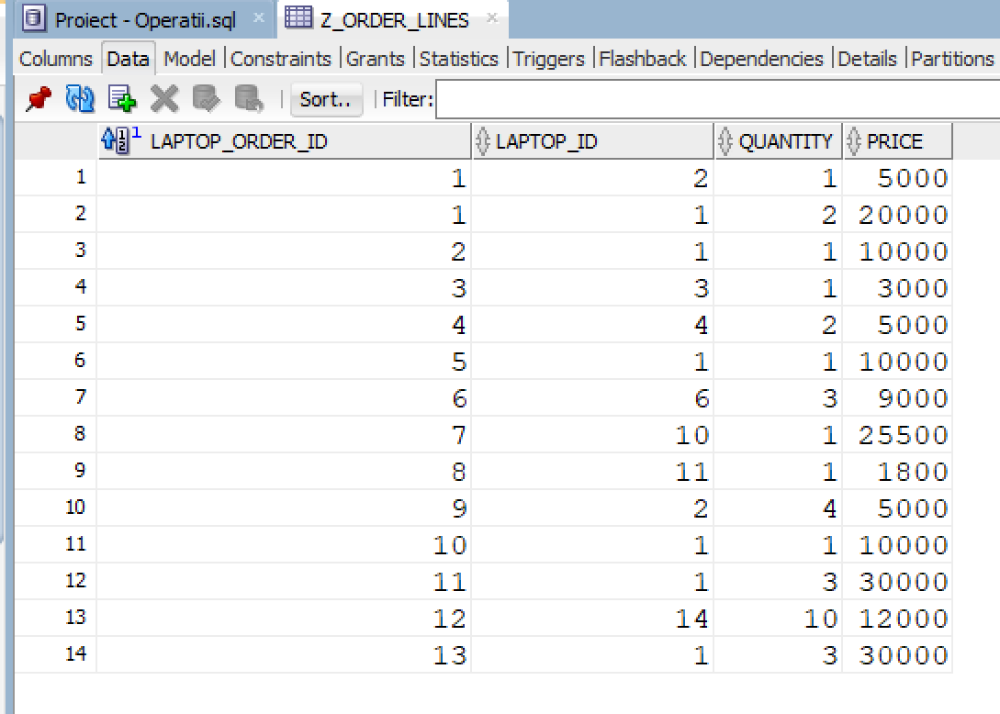 Proiect - Operatii.sql × Z_ORDER_LINES ×
Columns Data Model Constraints Grants Statistics Triggers Flashback Dependencies Details Partitions
Sort.. Filter:
1 LAPTOP_ORDER_ID LAPTOP_ID QUANTITY PRICE
1 1 2 1 5000
2 1 1 2 20000
3 2 1 1 10000
4 3 3 1 3000
5 4 4 2 5000
6 5 1 1 10000
7 6 6 3 9000
8 7 10 1 25500
9 8 11 1 1800
10 9 2 4 5000
11 10 1 1 10000
12 11 1 3 30000
13 12 14 10 12000
14 13 1 3 30000